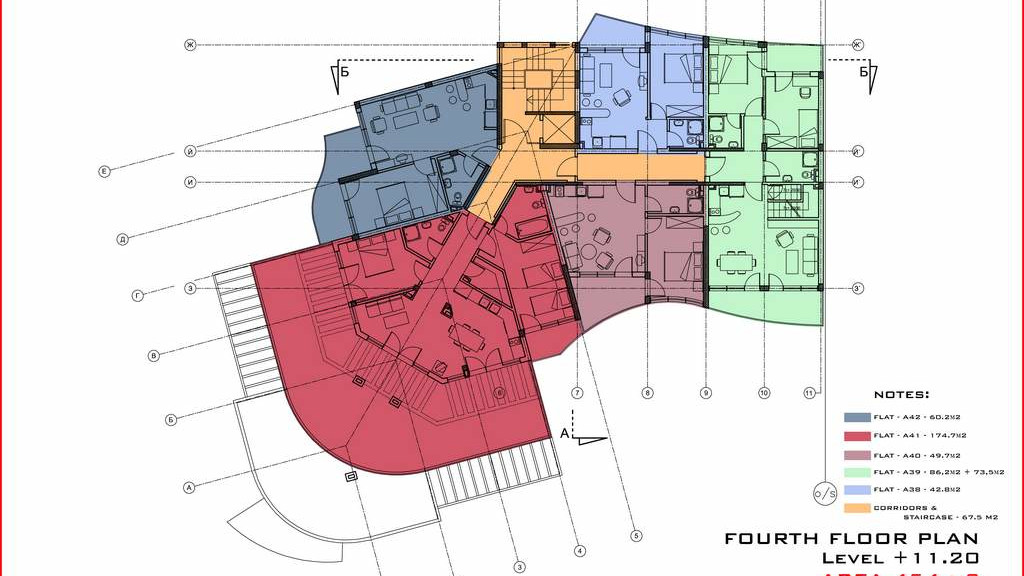 Ж
Ж'
Б
Б
Й
Й'
Е
И
И'
Д
Г
З
З'
В
6
7
8
9
10
11
Б
А
А
О/S
5
4
3
NOTES:
FLAT - A42 - 60.2M2
FLAT - A41 - 174.7M2
FLAT - A40 - 49.7M2
FLAT - A39 - 86,2M2 + 73,5M2
FLAT - A38 - 42.8M2
CORRIDORS &
STAIRCASE - 67.5 M2
FOURTH FLOOR PLAN
LEVEL +11.20